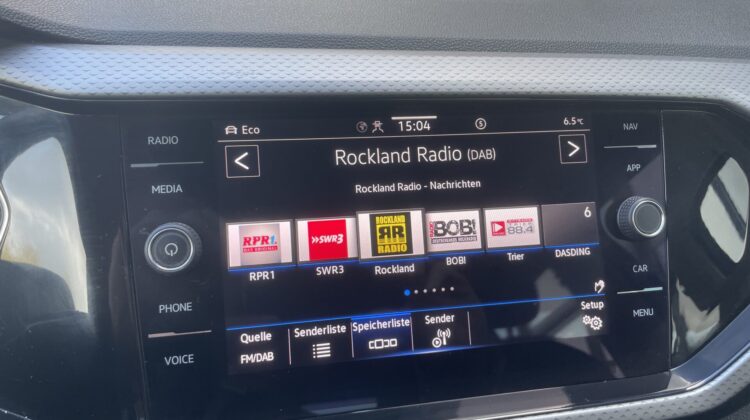 RADIO
MEDIA
PHONE
VOICE
Eco
15:04
6.5°C
Rockland Radio (DAB)
Rockland Radio - Nachrichten
RPR1.
SWR3
ROCKLAND
RR
RADIO
RADIO BOB!
88.4
6
RPR1
SWR3
Rockland
BOB!
Trier
DASDING
Quelle
FM/DAB
Senderliste
Speicherliste
Sender
Setup
NAV
APP
CAR
MENU